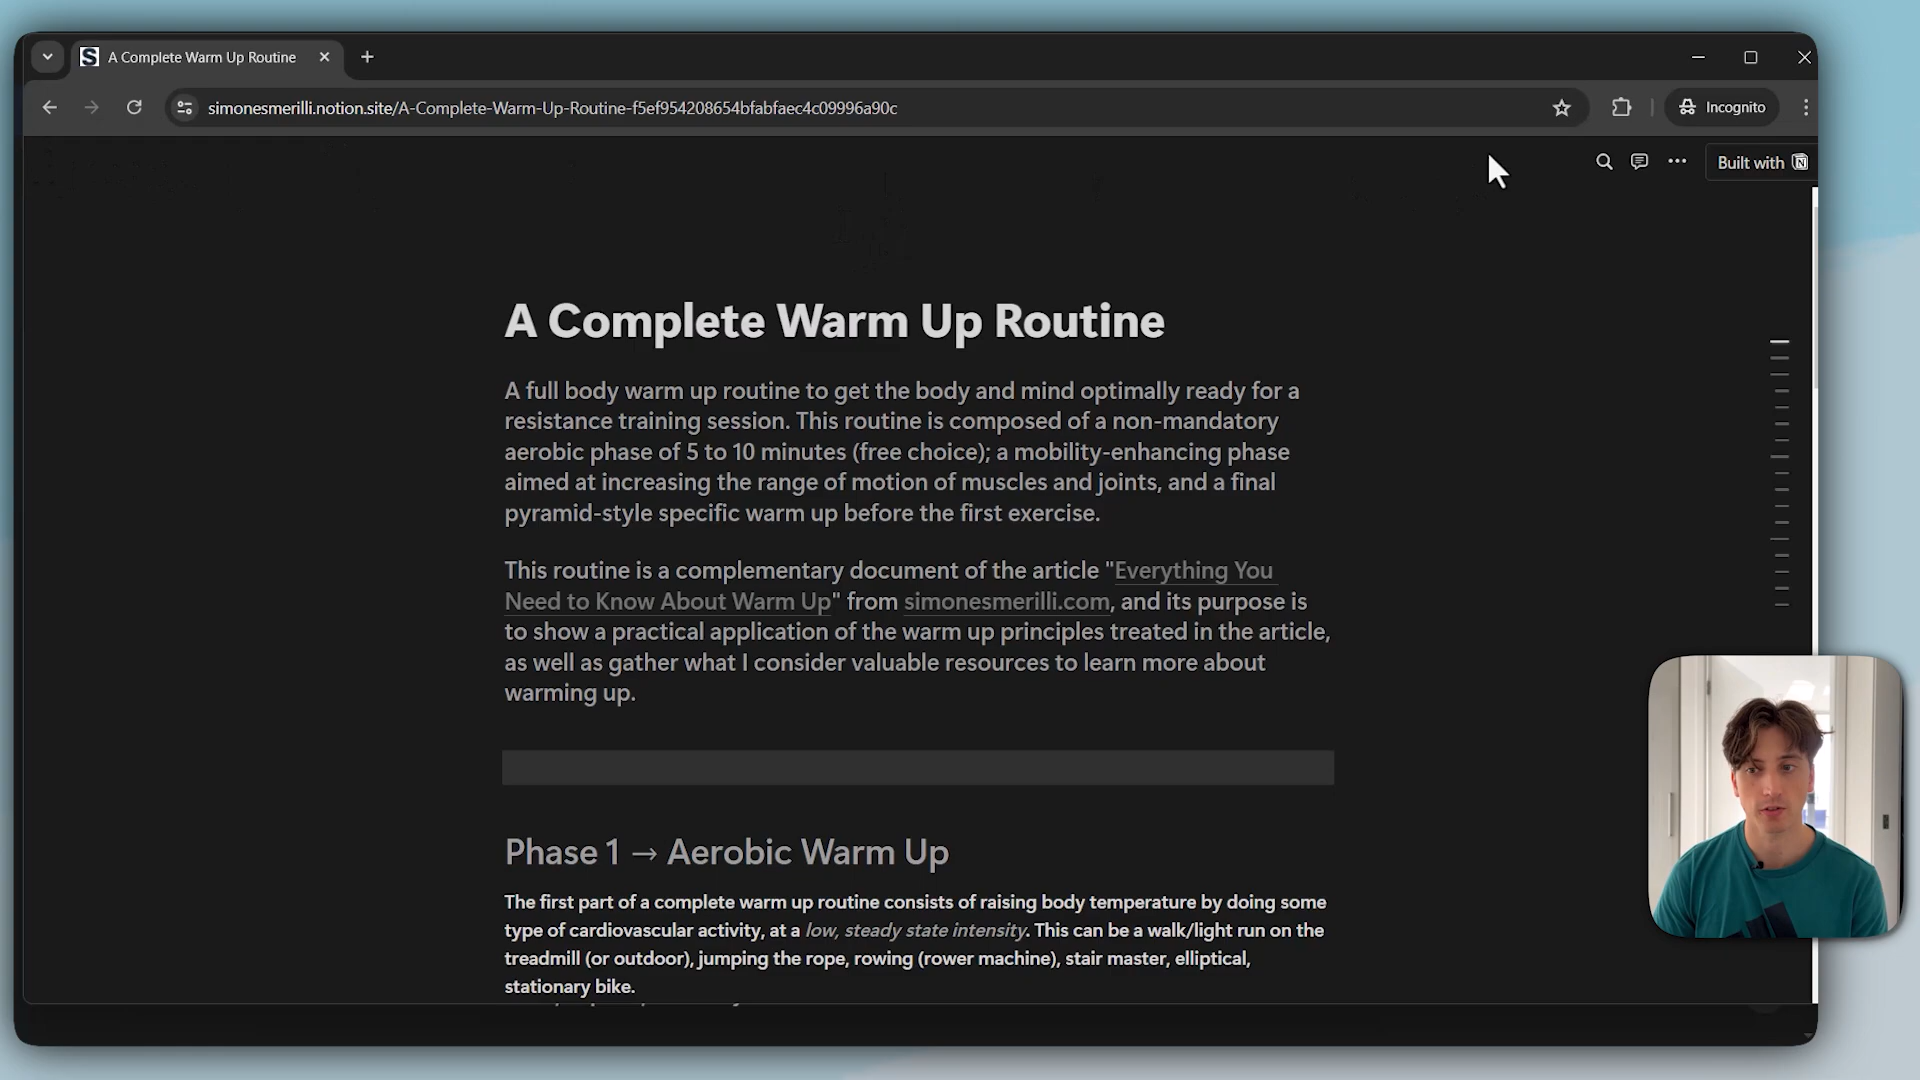 A Complete Warm Up Routine
simonesmerilli.notion.site/A-Complete-Warm-Up-Routine-f5ef954208654bfabfaec4c09996a90c
Incognito
Built with
A Complete Warm Up Routine
A full body warm up routine to get the body and mind optimally ready for a
resistance training session. This routine is composed of a non-mandatory
aerobic phase of 5 to 10 minutes (free choice); a mobility-enhancing phase
aimed at increasing the range of motion of muscles and joints, and a final
pyramid-style specific warm up before the first exercise.
This routine is a complementary document of the article "Everything You
Need to Know About Warm Up" from simonesmerilli.com, and its purpose is
to show a practical application of the warm up principles treated in the article,
as well as gather what I consider valuable resources to learn more about
warming up.
Phase 1 → Aerobic Warm Up
The first part of a complete warm up routine consists of raising body temperature by doing some
type of cardiovascular activity, at a low, steady state intensity. This can be a walk/light run on the
treadmill (or outdoor), jumping the rope, rowing (rower machine), stair master, elliptical,
stationary bike.